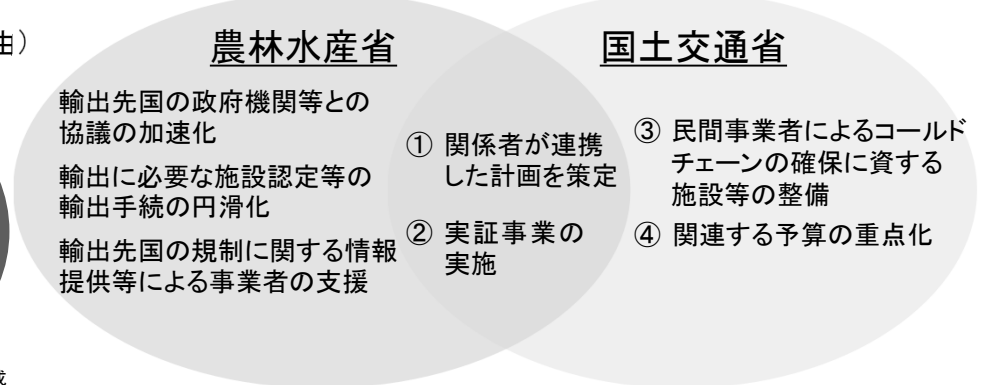 由）
農林水産省
輸出先国の政府機関等との
協議の加速化
輸出に必要な施設認定等の
輸出手続の円滑化
輸出先国の規制に関する情報
提供等による事業者の支援
① 関係者が連携
した計画を策定
② 実証事業の
実施
国土交通省
③ 民間事業者によるコールド
チェーンの確保に資する
施設等の整備
④ 関連する予算の重点化